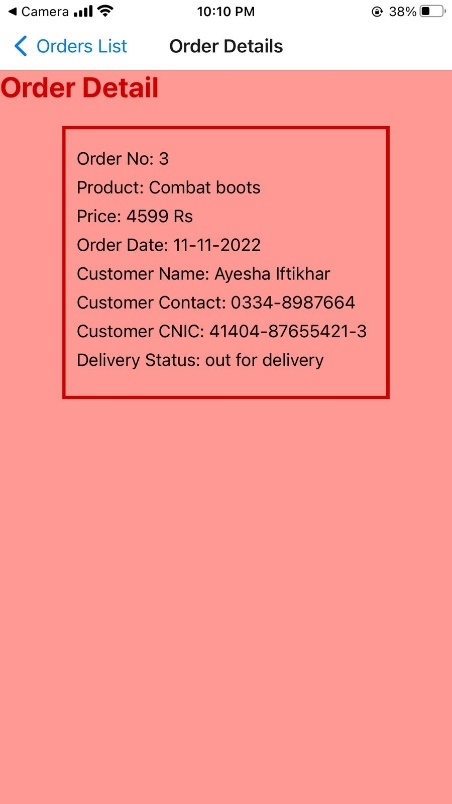 Camera 10:10 PM 38%
Orders List Order Details
Order Detail
Order No: 3
Product: Combat boots
Price: 4599 Rs
Order Date: 11-11-2022
Customer Name: Ayesha Iftikhar
Customer Contact: 0334-8987664
Customer CNIC: 41404-87655421-3
Delivery Status: out for delivery